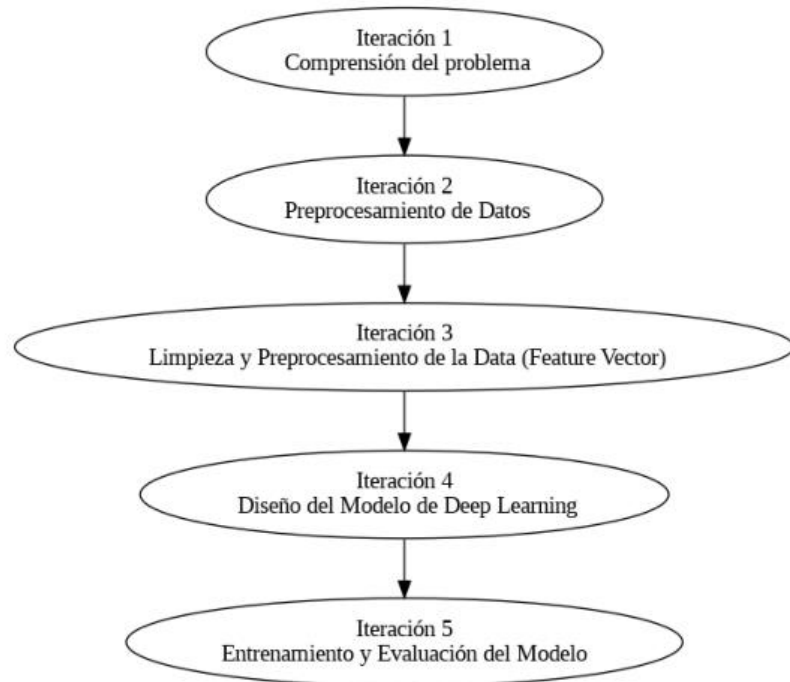 Iteración 1
Comprensión del problema
Iteración 2
Preprocesamiento de Datos
Iteración 3
Limpieza y Preprocesamiento de la Data (Feature Vector)
Iteración 4
Diseño del Modelo de Deep Learning
Iteración 5
Entrenamiento y Evaluación del Modelo